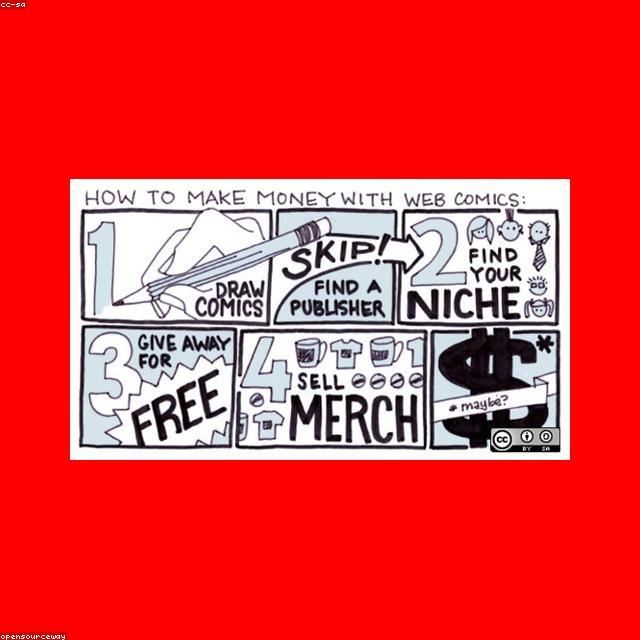 cc-sa
HOW TO MAKE MONEY WITH WEB COMICS:
1
DRAW
COMICS
SKIP!
FIND A
PUBLISHER
2
FIND
YOUR
NICHE
3
GIVE AWAY
FOR
FREE
4
SELL
MERCH
$*
* maybe?
cc
BY SA
opensourceway